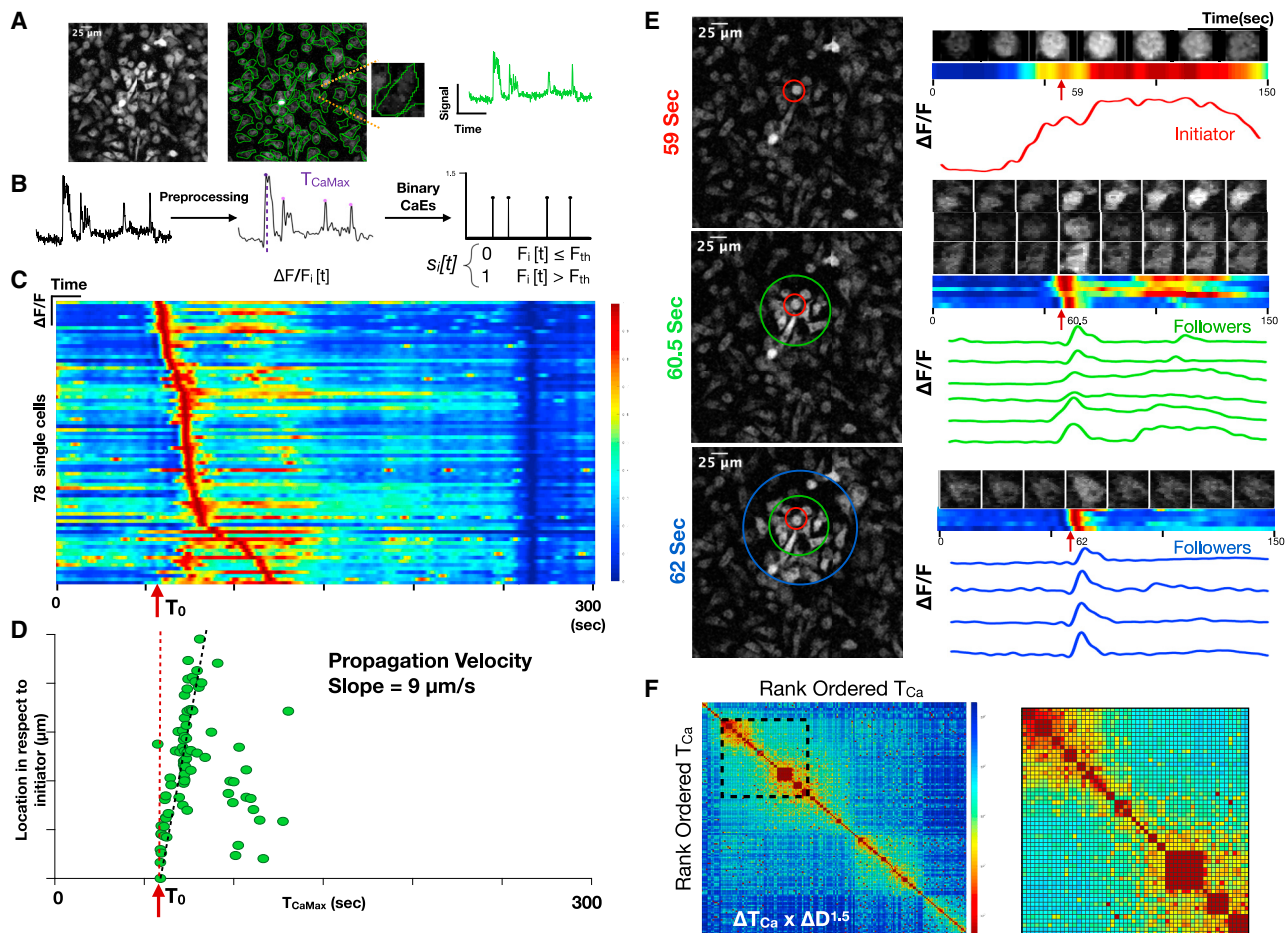 A
25 µm
Signal
Time
B
Preprocessing
TCaMax
Binary
CaEs
1.5
ΔF/Fi [t]
si[t]
0 Fi [t] ≤ Fth
1 Fi [t] > Fth
C
Time
ΔF/F
78 single cells
0
T0
300
(sec)
D
Location in respect to
initiator (µm)
Propagation Velocity
Slope = 9 µm/s
0
T0
TCaMax (sec)
300
E
59 Sec
25 µm
Time(sec)
0
59
150
ΔF/F
Initiator
60.5 Sec
25 µm
0
60.5
150
Followers
ΔF/F
62 Sec
25 µm
0
62
150
Followers
ΔF/F
F
Rank Ordered TCa
Rank Ordered TCa
ΔTCa x ΔD1.5